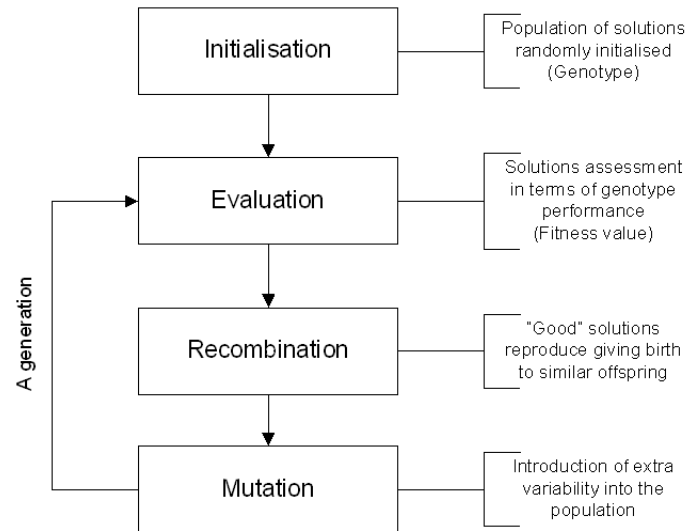 Initialisation
Population of solutions
randomly initialised
(Genotype)
Evaluation
Solutions assessment
in terms of genotype
performance
(Fitness value)
A generation
Recombination
"Good" solutions
reproduce giving birth
to similar offspring
Mutation
Introduction of extra
variability into the
population